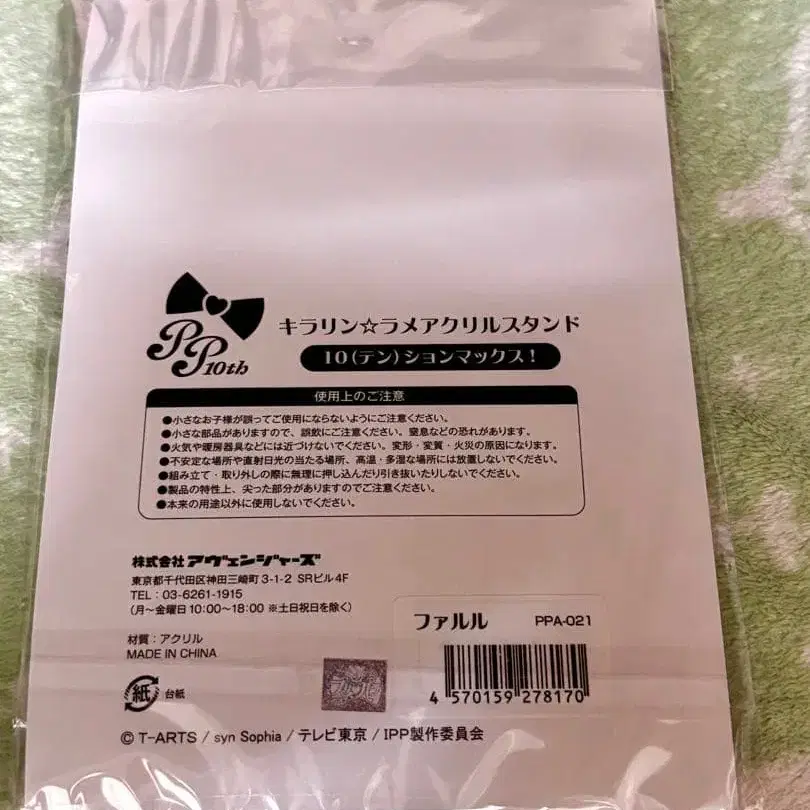 PP10th
キラリン☆ラメアクリルスタンド
10(テン)ションマックス!
使用上のご注意
●小さなお子様が誤ってご使用にならないようにご注意ください。
●小さな部品がありますので、誤飲にご注意ください。窒息などの恐れがあります。
●火気や暖房器具などには近づけないでください。変形・変質・火災の原因になります。
●不安定な場所や直射日光の当たる場所、高温・多湿な場所には放置しないでください。
●組み立て・取り外しの際に無理に押し込んだり引き抜いたりしないでください。
●製品の特性上、尖った部分がありますのでご注意ください。
●本来の用途以外に使用しないでください。
株式会社アヴェンジャーズ
東京都千代田区神田三崎町3-1-2 SRビル4F
TEL:03-6261-1915
(月~金曜日10:00~18:00 ※土日祝日を除く)
ファルル PPA-021
材質:アクリル
MADE IN CHINA
4 570159 278170
紙 台紙
© T-ARTS / syn Sophia / テレビ東京 / IPP製作委員会